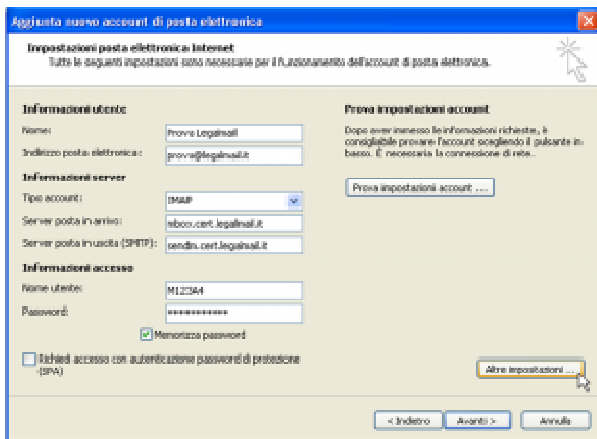 Aggiunta nuovo account di posta elettronica
Impostazioni posta elettronica Internet
Tutte le seguenti impostazioni sono necessarie per il funzionamento dell'account di posta elettronica.
Informazioni utente
Nome:
Prova Legalmail
Indirizzo posta elettronica:
prova@legalmail.it
Informazioni server
Tipo account:
IMAP
Server posta in arrivo:
mbox.cert.legalmail.it
Server posta in uscita (SMTP):
sendm.cert.legalmail.it
Informazioni accesso
Nome utente:
M123A4
Password:
************
Memorizza password
Richiedi accesso con autenticazione password di protezione
(SPA)
Prova impostazioni account
Dopo aver immesso le informazioni richieste, è
consigliabile provare l'account scegliendo il pulsante in
basso. È necessaria la connessione di rete.
Prova impostazioni account ...
Altre impostazioni ...
< Indietro
Avanti >
Annulla